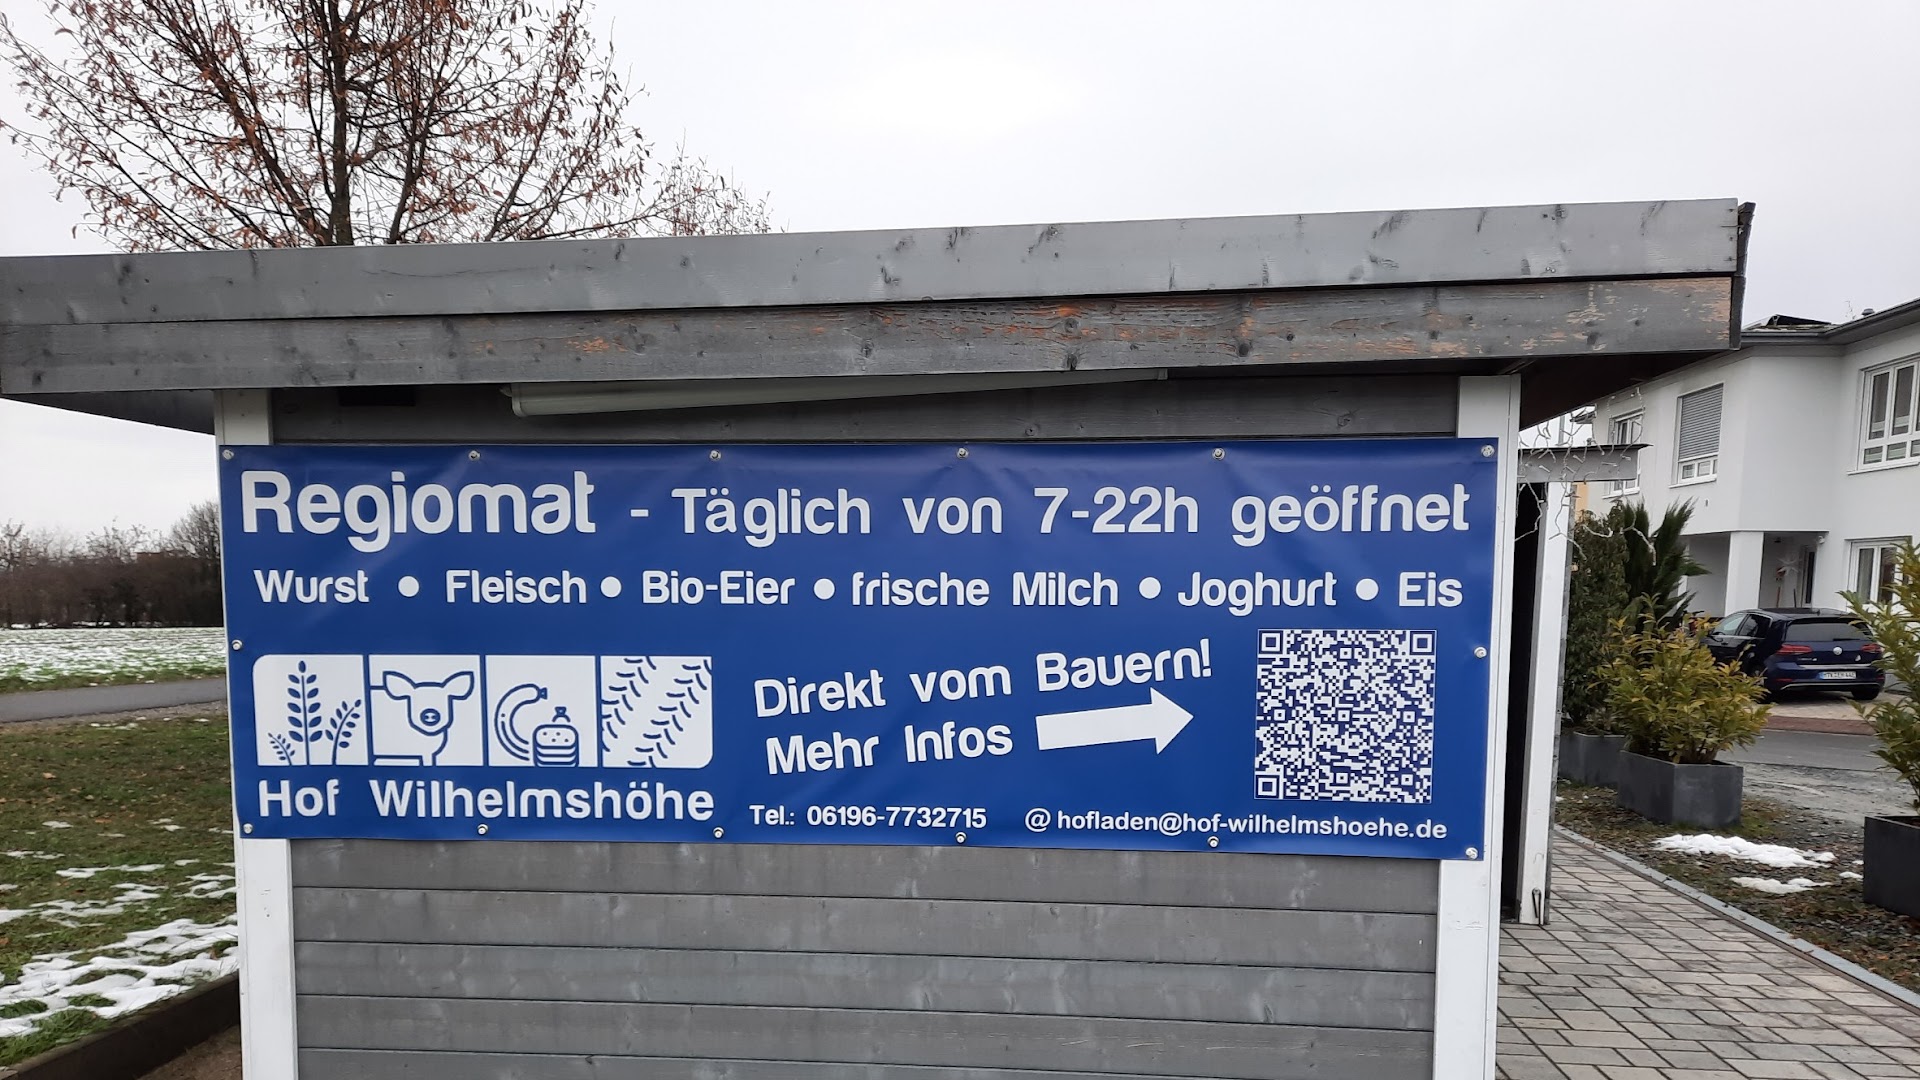 Regiomat - Täglich von 7-22h geöffnet
Wurst • Fleisch • Bio-Eier • frische Milch • Joghurt • Eis
Direkt vom Bauern!
Mehr Infos
Hof Wilhelmshöhe
Tel.: 06196-7732715 @ hofladen@hof-wilhelmshoehe.de